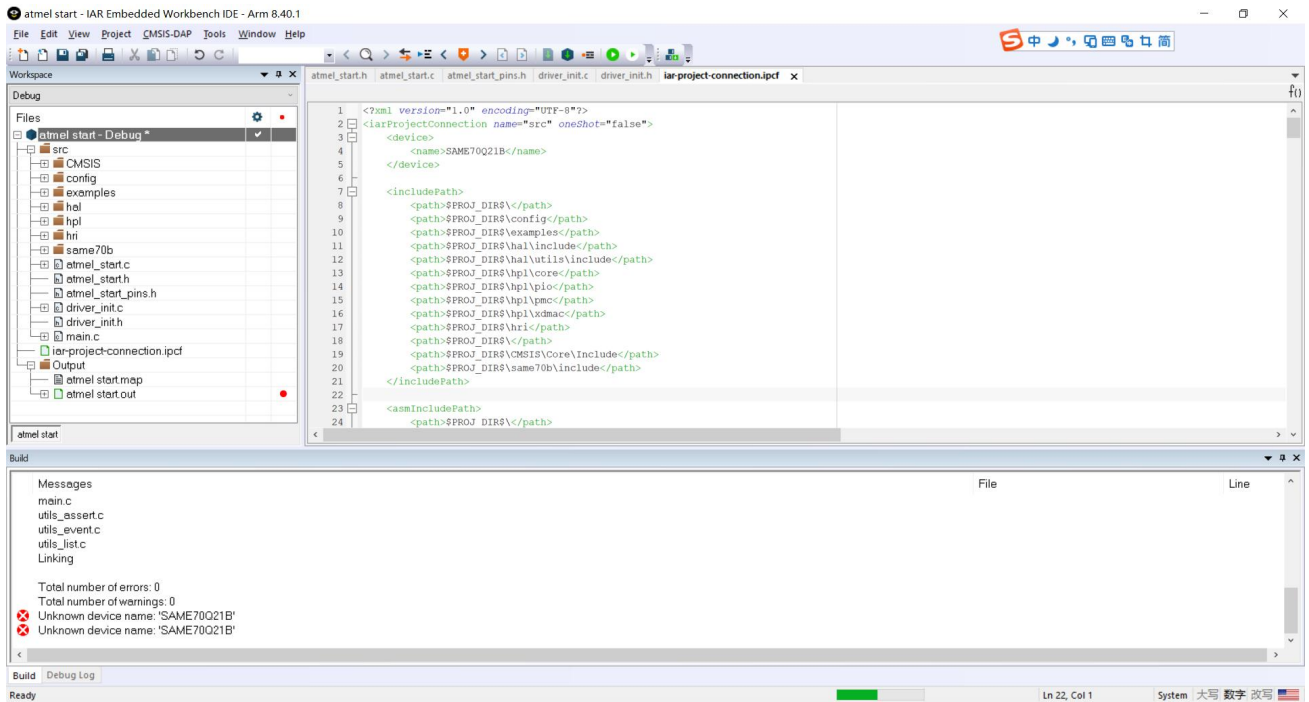 atmel start - IAR Embedded Workbench IDE - Arm 8.40.1
File Edit View Project CMSIS-DAP Tools Window Help
中 简
Workspace
atmel_start.h atmel_start.c atmel_start_pins.h driver_init.c driver_init.h iar-project-connection.ipcf
Debug
f()
Files
atmel start - Debug *
src
CMSIS
config
examples
hal
hpl
hri
same70b
atmel_start.c
atmel_start.h
atmel_start_pins.h
driver_init.c
driver_init.h
main.c
iar-project-connection.ipcf
Output
atmel start.map
atmel start.out
atmel start
1 <?xml version="1.0" encoding="UTF-8"?>
2 <iarProjectConnection name="src" oneShot="false">
3 <device>
4 <name>SAME70Q21B</name>
5 </device>
6
7 <includePath>
8 <path>$PROJ_DIR$\</path>
9 <path>$PROJ_DIR$\config</path>
10 <path>$PROJ_DIR$\examples</path>
11 <path>$PROJ_DIR$\hal\include</path>
12 <path>$PROJ_DIR$\hal\utils\include</path>
13 <path>$PROJ_DIR$\hpl\core</path>
14 <path>$PROJ_DIR$\hpl\pio</path>
15 <path>$PROJ_DIR$\hpl\pmc</path>
16 <path>$PROJ_DIR$\hpl\xdmac</path>
17 <path>$PROJ_DIR$\hri</path>
18 <path>$PROJ_DIR$\</path>
19 <path>$PROJ_DIR$\CMSIS\Core\Include</path>
20 <path>$PROJ_DIR$\same70b\include</path>
21 </includePath>
22
23 <asmIncludePath>
24 <path>$PROJ_DIR$\</path>
Build
Messages File Line
main.c
utils_assert.c
utils_event.c
utils_list.c
Linking
Total number of errors: 0
Total number of warnings: 0
Unknown device name: 'SAME70Q21B'
Unknown device name: 'SAME70Q21B'
Build Debug Log
Ready Ln 22, Col 1 System 大写 数字 改写